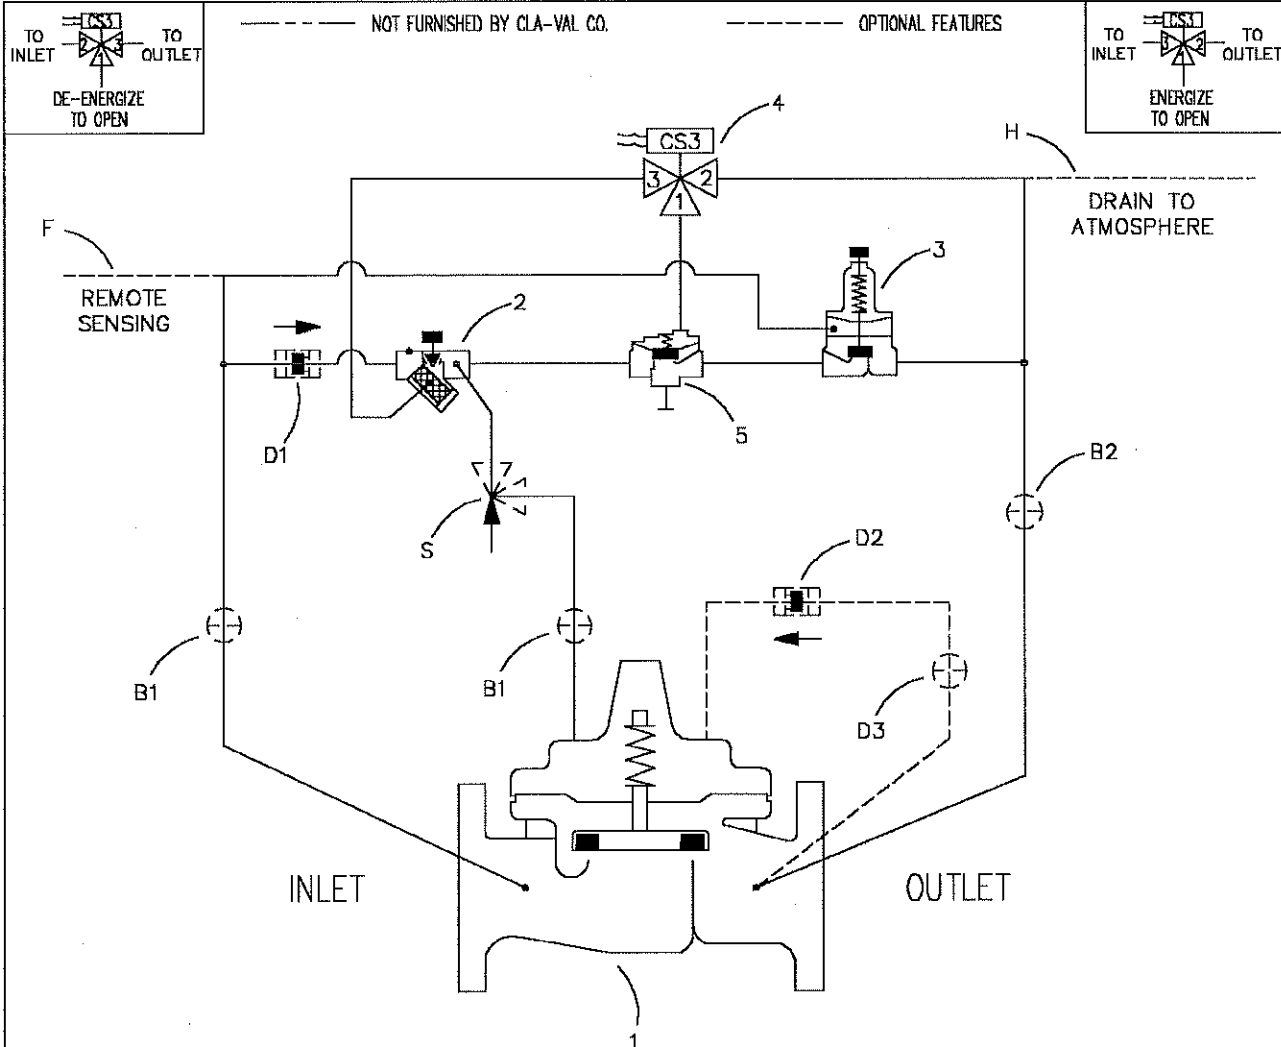 CS3
TO INLET
2 3
1
TO OUTLET
DE-ENERGIZE
TO OPEN
NOT FURNISHED BY CLA-VAL CO.
OPTIONAL FEATURES
CS3
TO INLET
3 2
1
TO OUTLET
ENERGIZE
TO OPEN
4
CS3
3 2
1
H
DRAIN TO
ATMOSPHERE
F
REMOTE
SENSING
2
3
D1
5
B2
S
D2
B1
B1
D3
INLET
OUTLET
1